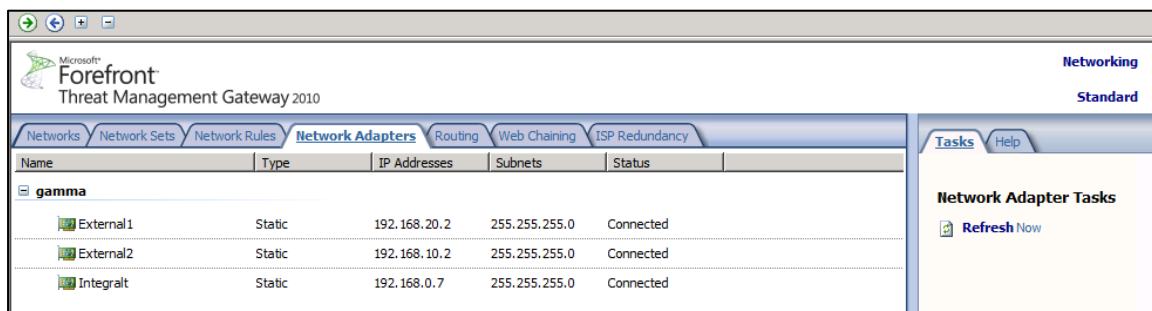 Microsoft®
Forefront™
Threat Management Gateway 2010
Networking
Standard
Networks Network Sets Network Rules Network Adapters Routing Web Chaining ISP Redundancy
Tasks Help
Name Type IP Addresses Subnets Status
gamma
External1 Static 192.168.20.2 255.255.255.0 Connected
External2 Static 192.168.10.2 255.255.255.0 Connected
Integralt Static 192.168.0.7 255.255.255.0 Connected
Network Adapter Tasks
Refresh Now